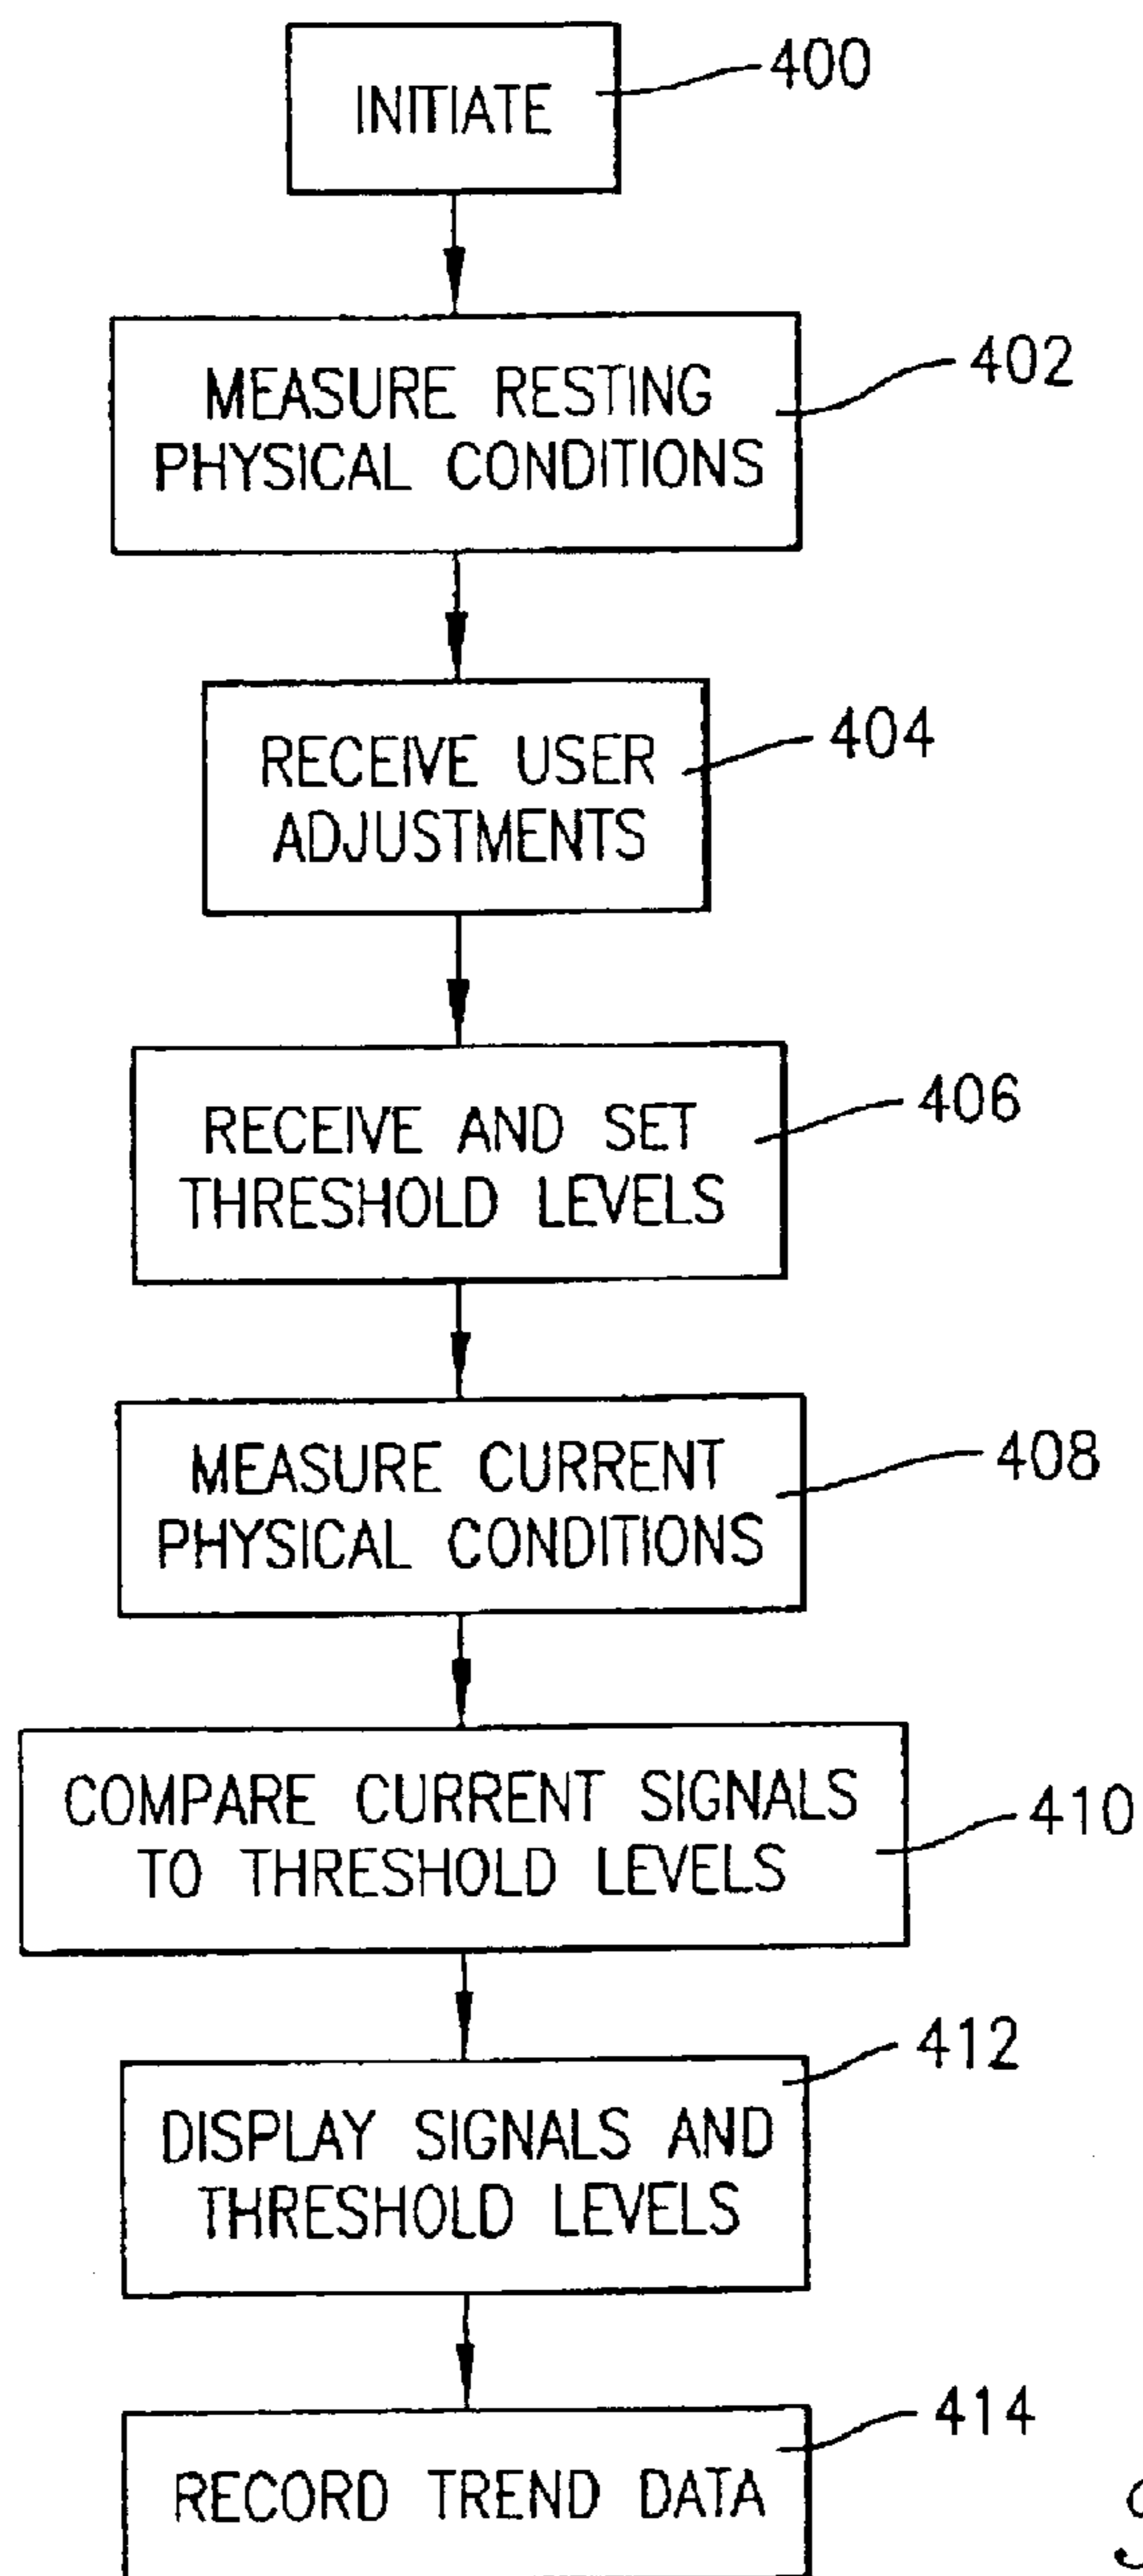 INITIATE
400
MEASURE RESTING
PHYSICAL CONDITIONS
402
RECEIVE USER
ADJUSTMENTS
404
RECEIVE AND SET
THRESHOLD LEVELS
406
MEASURE CURRENT
PHYSICAL CONDITIONS
408
COMPARE CURRENT SIGNALS
TO THRESHOLD LEVELS
410
DISPLAY SIGNALS AND
THRESHOLD LEVELS
412
RECORD TREND DATA
414